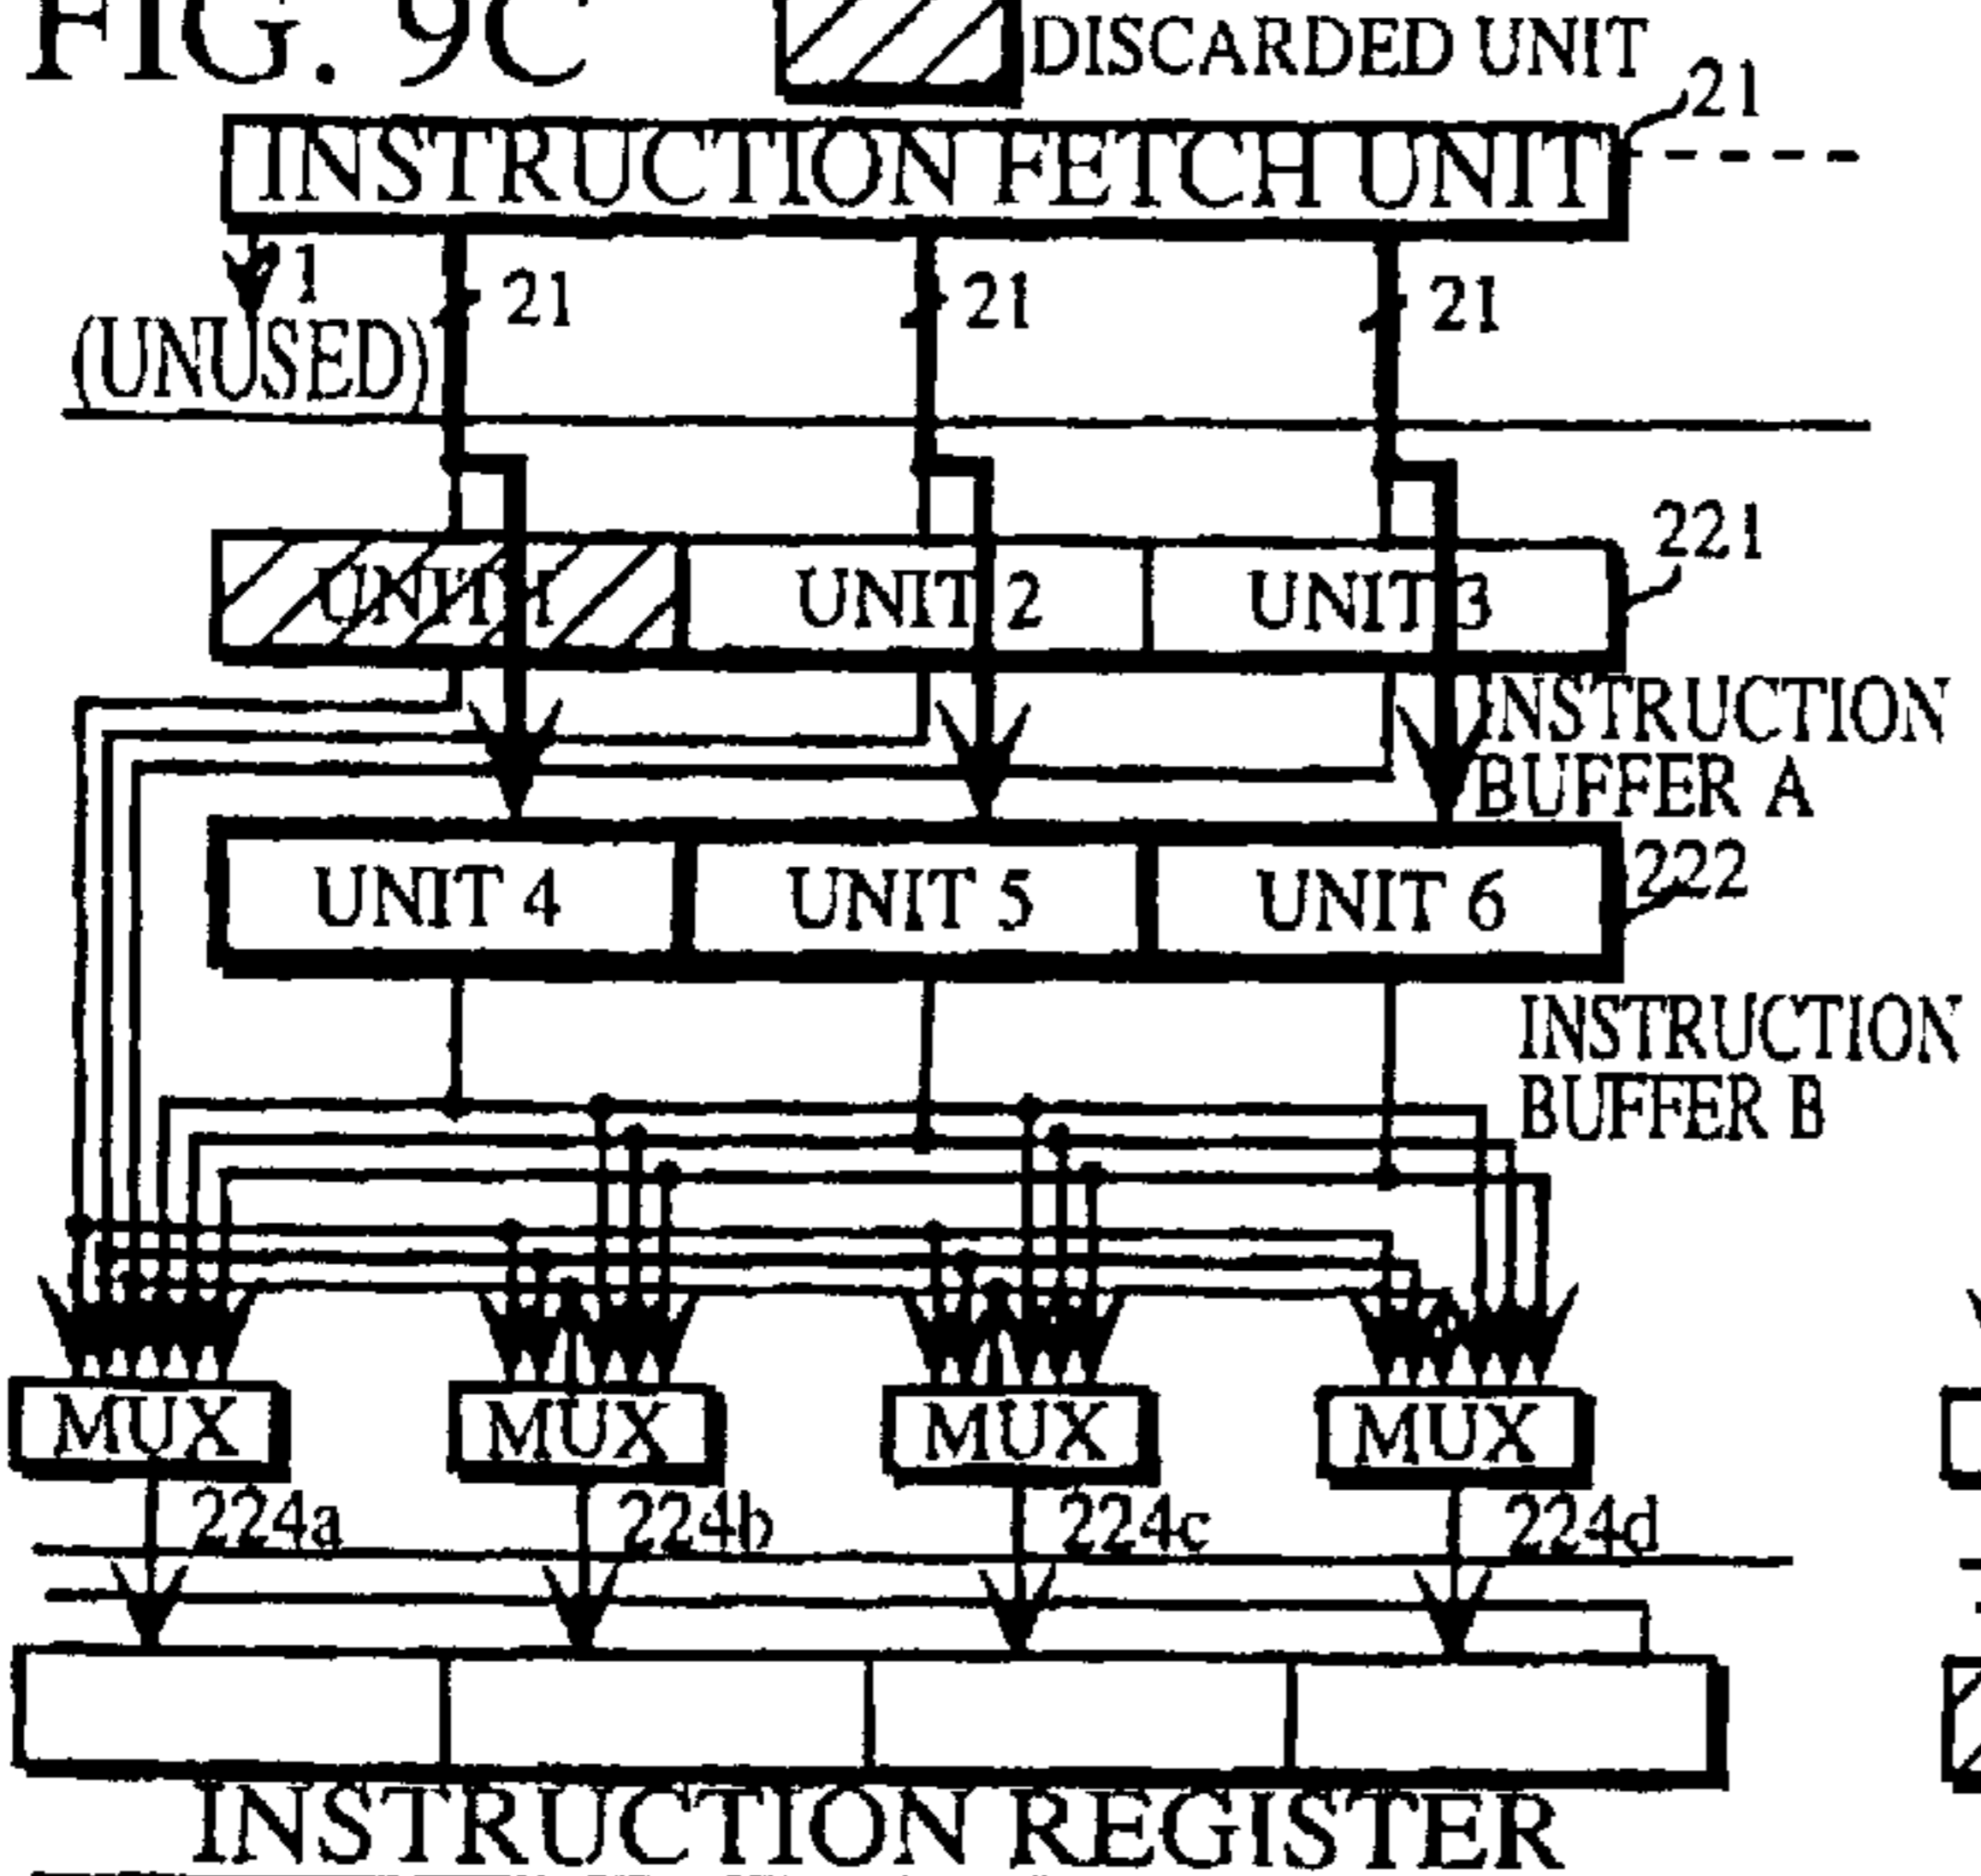 FIG. 9C
DISCARDED UNIT
21
INSTRUCTION FETCH UNIT
1
21
21
21
(UNUSED)
221
UNIT 1
UNIT 2
UNIT 3
INSTRUCTION
BUFFER A
222
UNIT 4
UNIT 5
UNIT 6
INSTRUCTION
BUFFER B
MUX
MUX
MUX
MUX
224a
224b
224c
224d
INSTRUCTION REGISTER